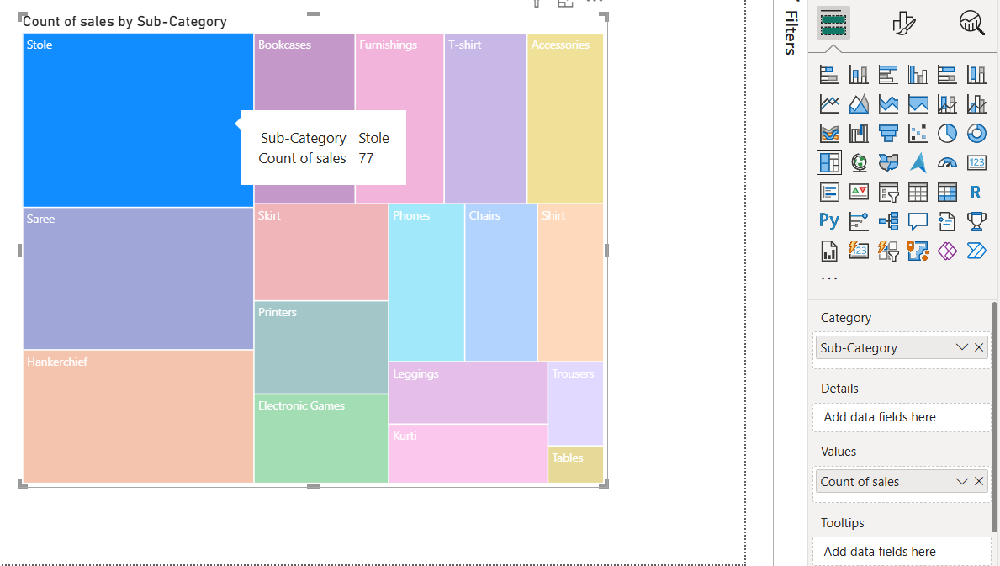 Count of sales by Sub-Category
Stole
Bookcases
Furnishings
T-shirt
Accessories
Sub-Category Stole
Count of sales 77
Saree
Skirt
Phones
Chairs
Shirt
Printers
Hankerchief
Leggings
Trousers
Electronic Games
Kurti
Tables
Filters
123
R
Py
123
...
Category
Sub-Category
Details
Add data fields here
Values
Count of sales
Tooltips
Add data fields here